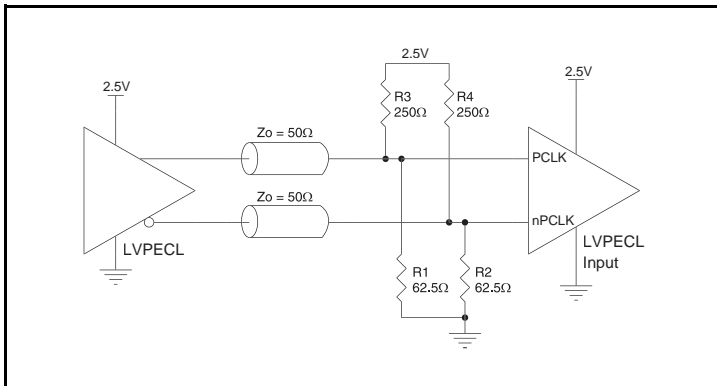 2.5V
2.5V
2.5V
R3
250Ω
R4
250Ω
Zo = 50Ω
PCLK
Zo = 50Ω
nPCLK
LVPECL
LVPECL
Input
R1
62.5Ω
R2
62.5Ω